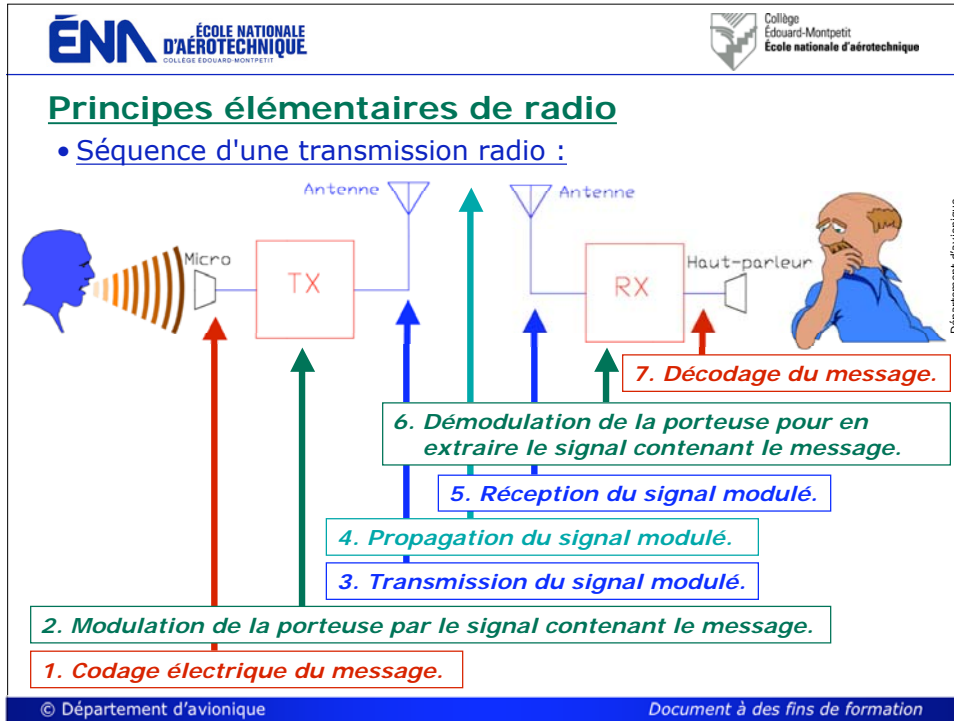 ÉNA ÉCOLE NATIONALE
D'AÉROTECHNIQUE
COLLÈGE ÉDOUARD-MONTPETIT
Collège
Édouard-Montpetit
École nationale d'aérotechnique
Principes élémentaires de radio
• Séquence d'une transmission radio :
Antenne
Antenne
Micro
TX
RX
Haut-parleur
Département d'avionique
7. Décodage du message.
6. Démodulation de la porteuse pour en
extraire le signal contenant le message.
5. Réception du signal modulé.
4. Propagation du signal modulé.
3. Transmission du signal modulé.
2. Modulation de la porteuse par le signal contenant le message.
1. Codage électrique du message.
© Département d'avionique
Document à des fins de formation